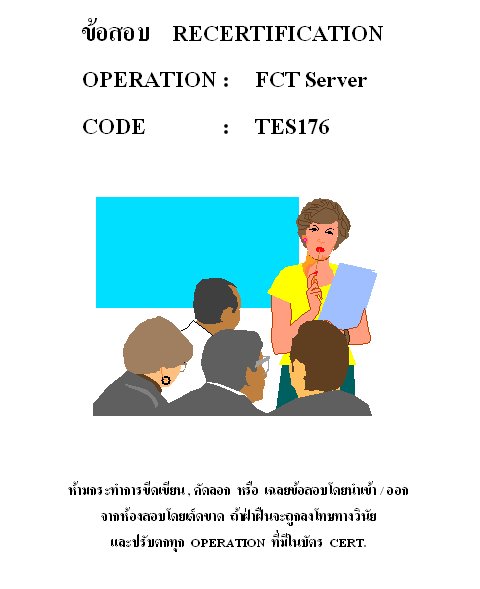 ข้อสอบ RECERTIFICATION
OPERATION : FCT Server
CODE : TES176
ห้ามกระทำการขีดเขียน , คัดลอก หรือ เฉลยข้อสอบโดยนำเข้า / ออก
จากห้องสอบโดยเด็ดขาด ถ้าฝ่าฝืนจะถูกลงโทษทางวินัย
และปรับตกทุก OPERATION ที่มีในบัตร CERT.